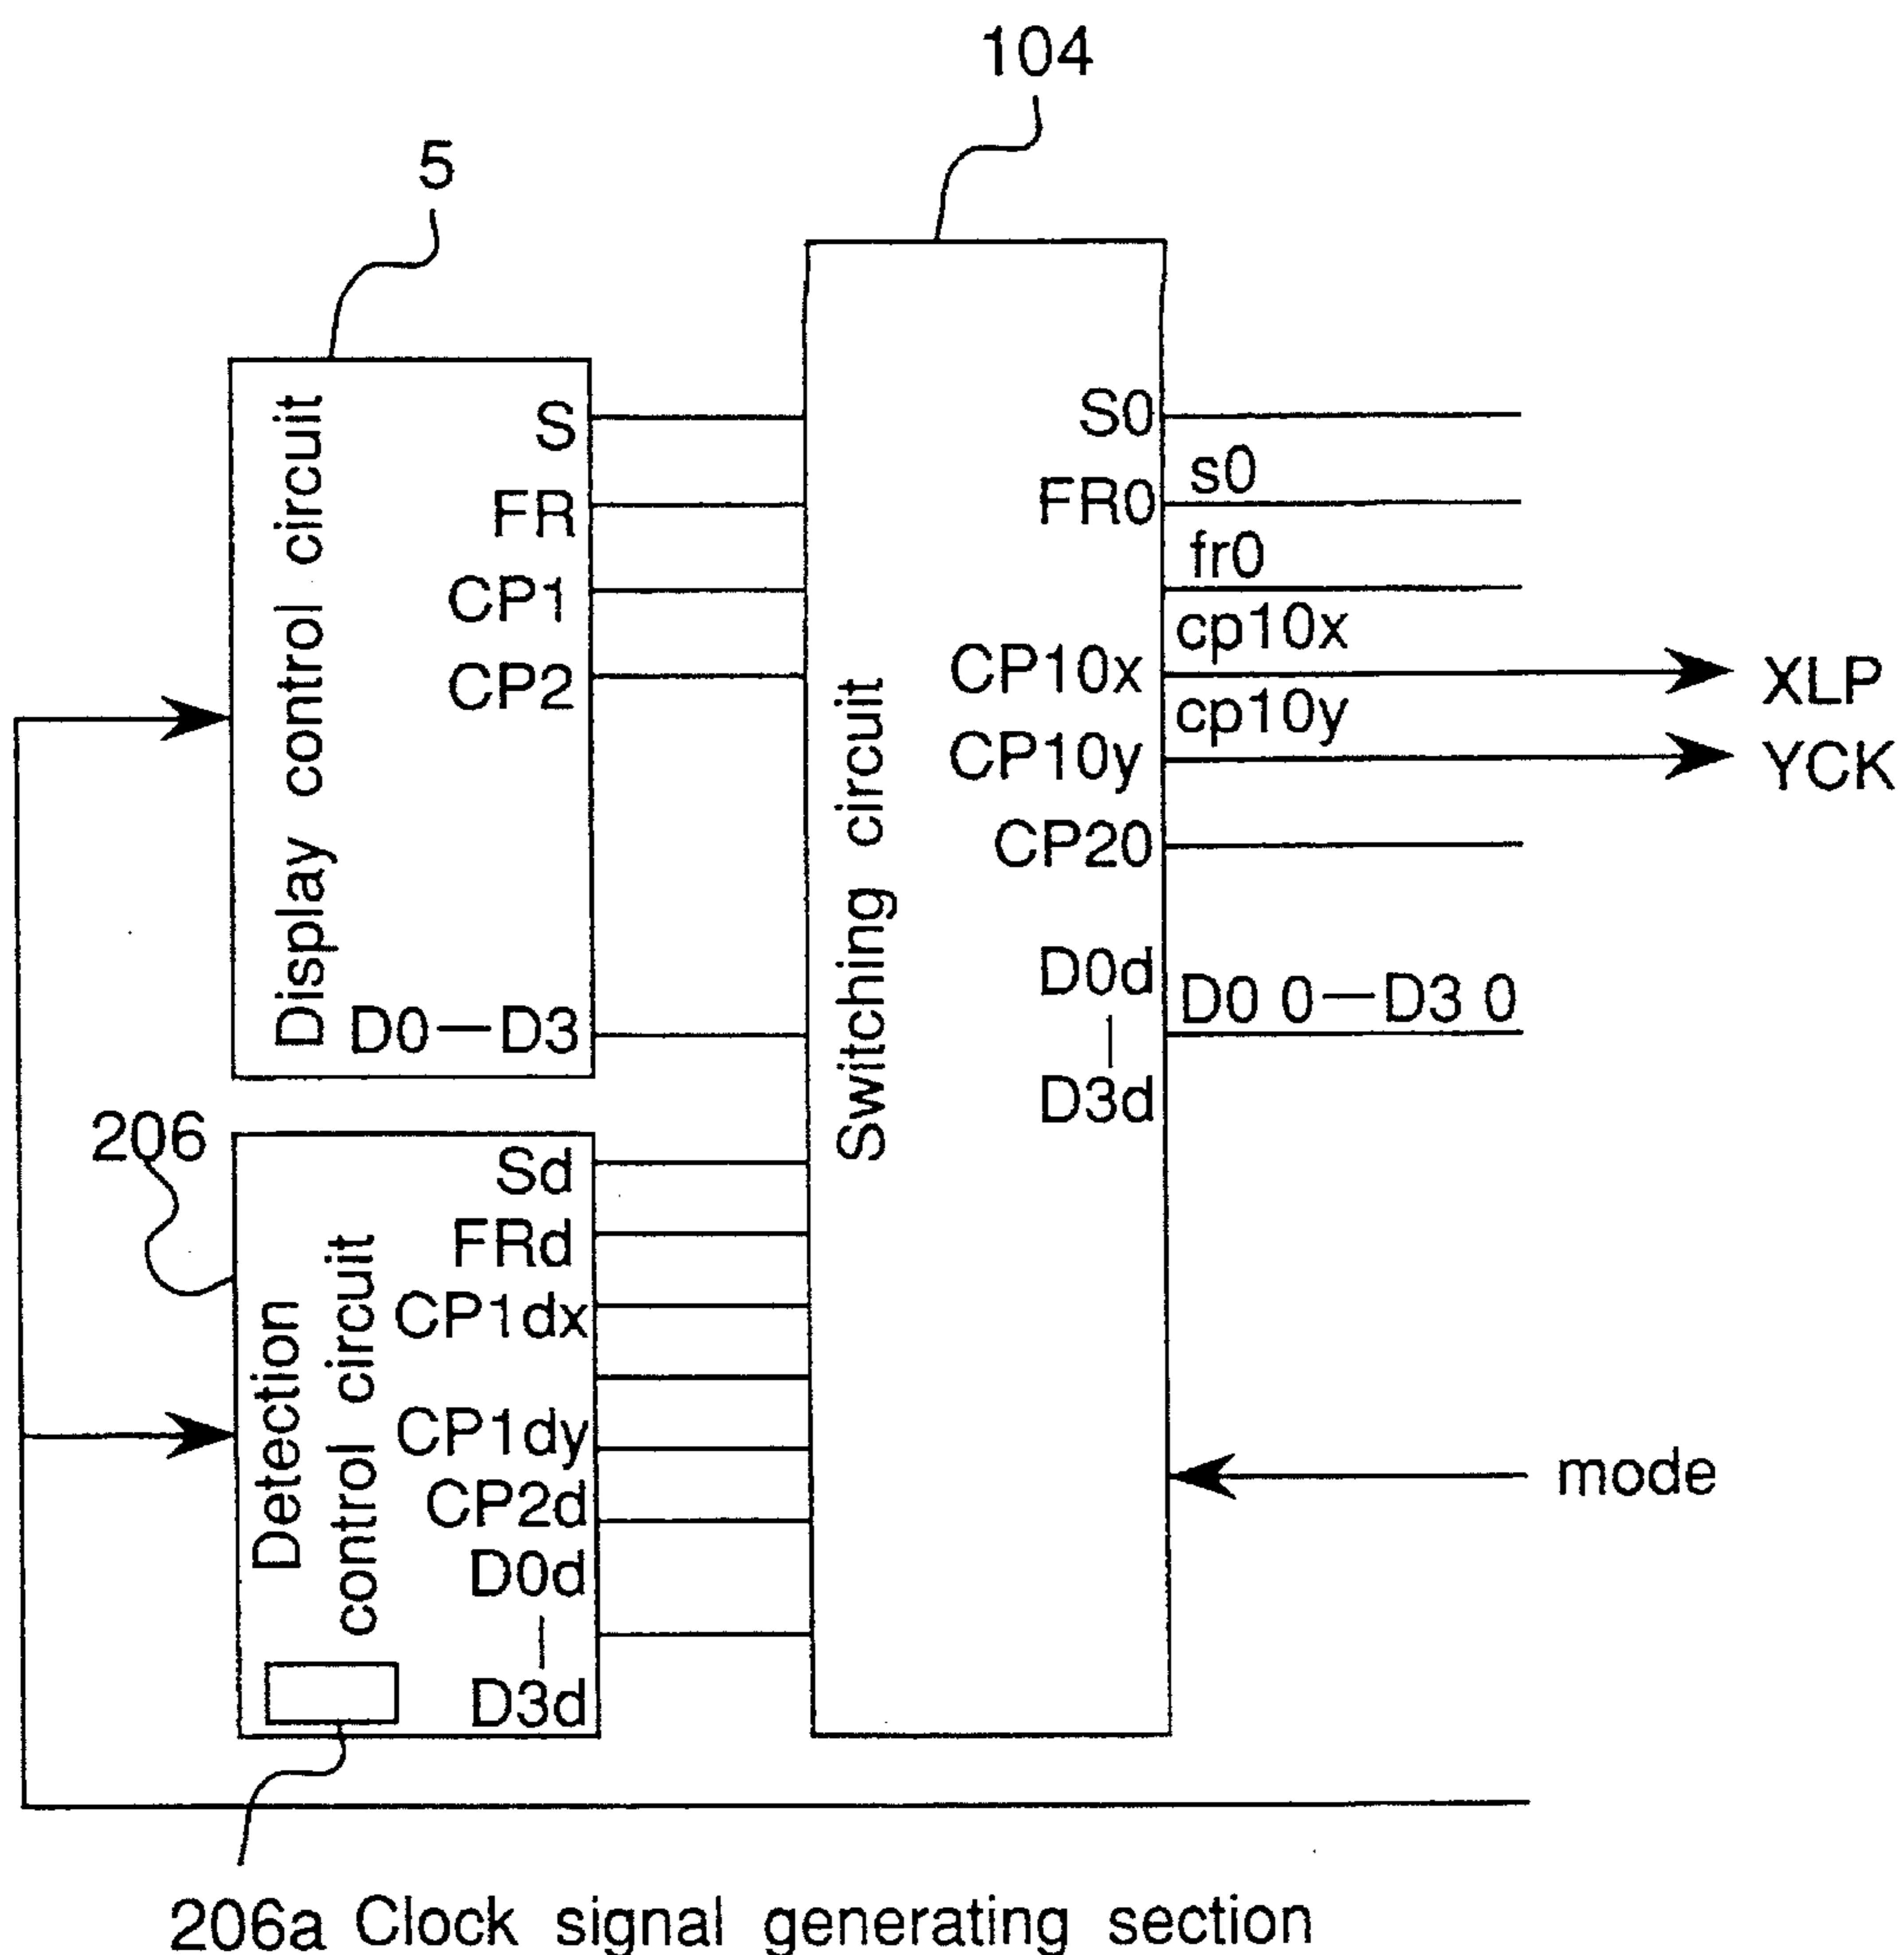 104
5
Display control circuit
S
FR
CP1
CP2
D0—D3
Switching circuit
S0
s0
FR0
fr0
cp10x
CP10x
XLP
cp10y
CP10y
YCK
CP20
D0d
|
D3d
D0 0—D3 0
206
Detection
control circuit
Sd
FRd
CP1dx
CP1dy
CP2d
D0d
|
D3d
mode
206a Clock signal generating section